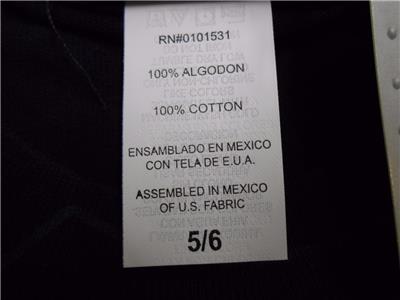 RN#0101531
100% ALGODON
100% COTTON
ENSAMBLADO EN MEXICO
CON TELA DE E.U.A.
ASSEMBLED IN MEXICO
OF U.S. FABRIC
5/6